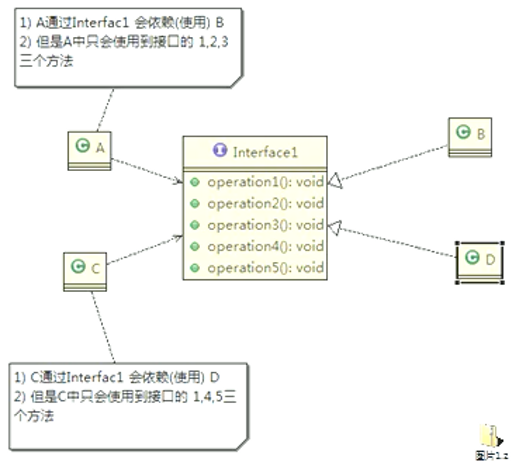 1) A通过Interfac1 会依赖(使用) B
2) 但是A中只会使用到接口的 1,2,3
三个方法
A
Interface1
B
operation1(): void
operation2(): void
operation3(): void
operation4(): void
operation5(): void
C
D
1) C通过Interfac1 会依赖(使用) D
2) 但是C中只会使用到接口的 1,4,5三
个方法
图片1.z